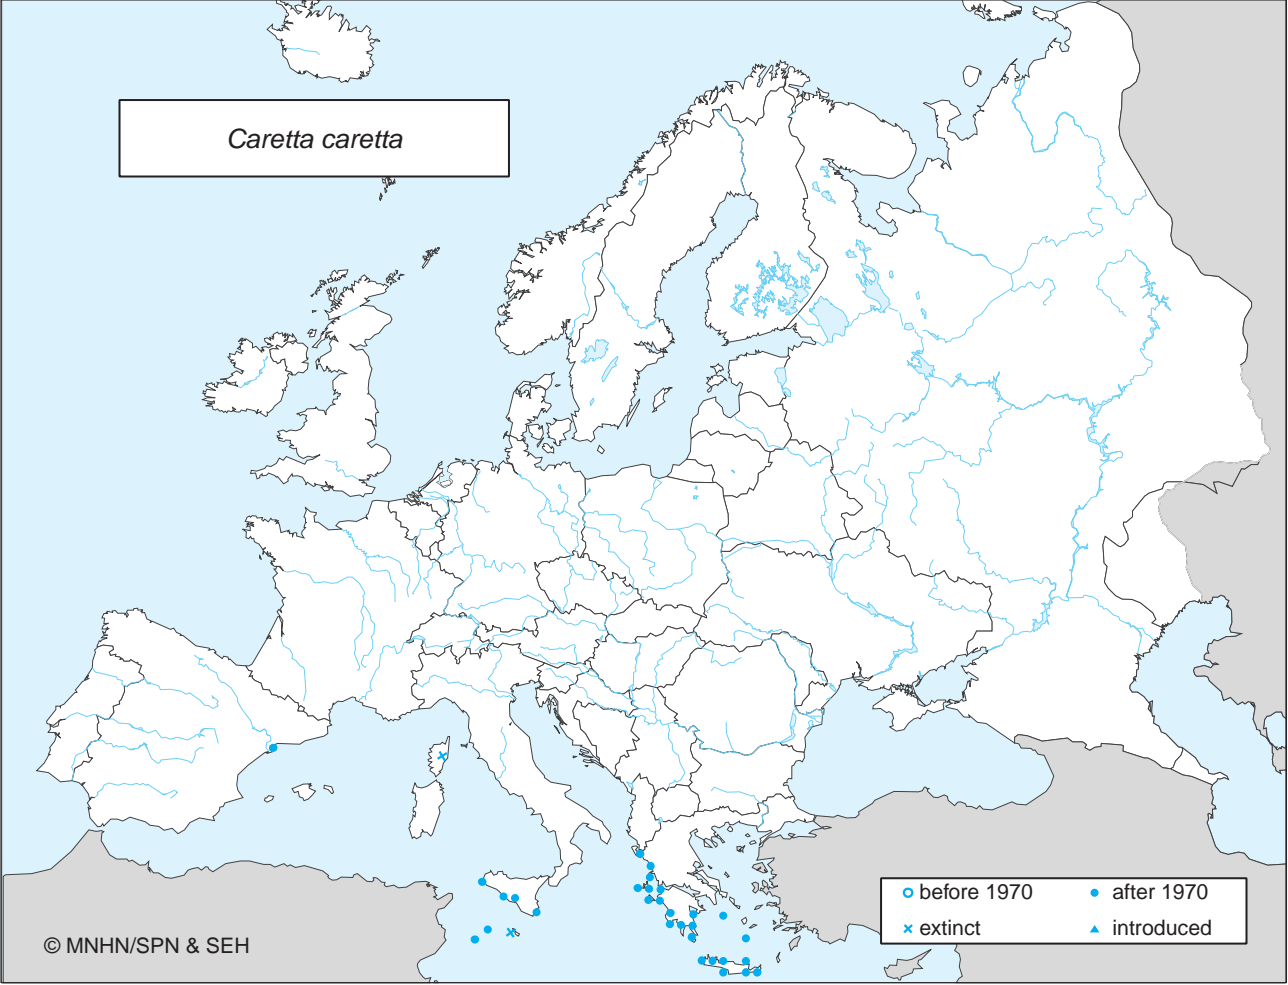 Caretta caretta
before 1970
after 1970
extinct
introduced
© MNHN/SPN & SEH